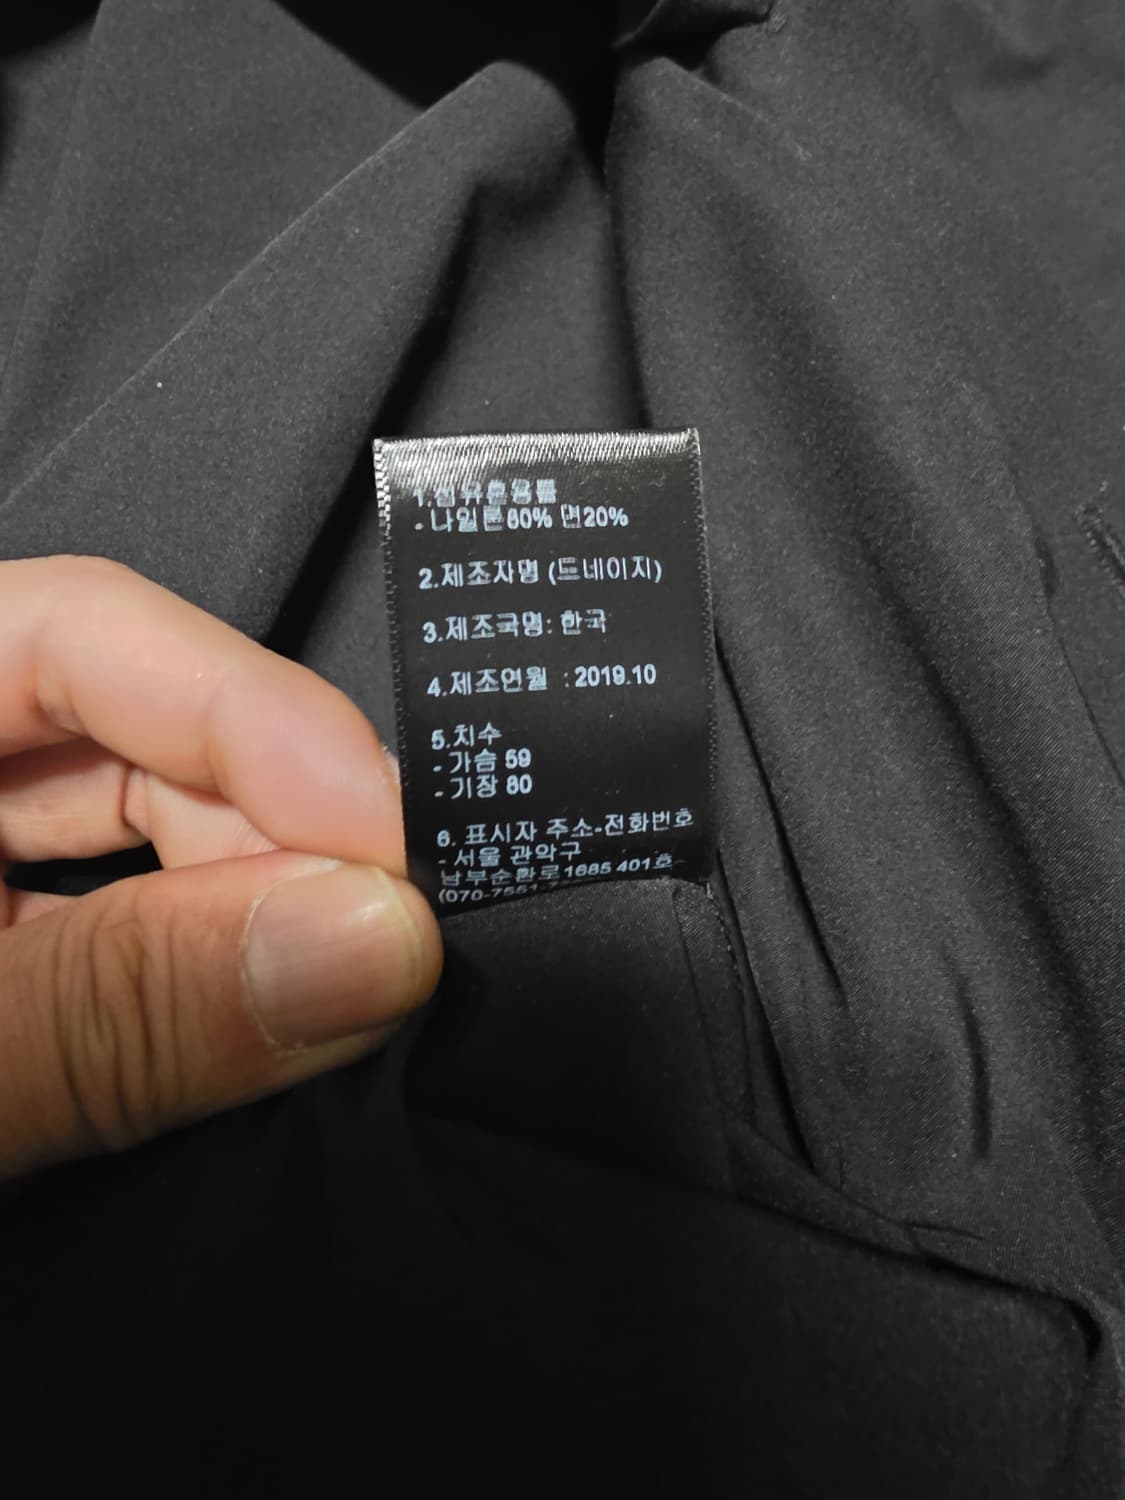 1.섬유혼용률
- 나일론80% 면20%
2.제조자명 (드네이지)
3.제조국명: 한국
4.제조연월 : 2019.10
5.치수
- 가슴 59
- 기장 80
6. 표시자 주소-전화번호
- 서울 관악구
남부순환로1685 401호
(070-7551-